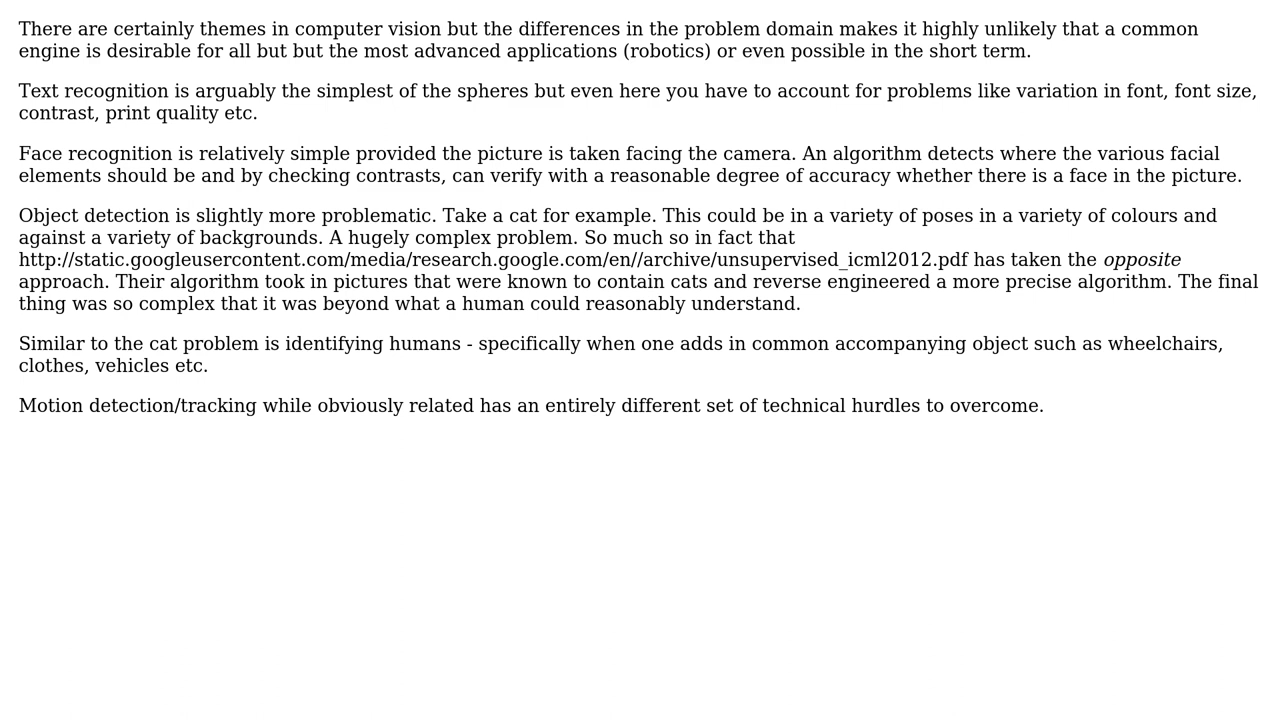 There are certainly themes in computer vision but the differences in the problem domain makes it highly unlikely that a common
engine is desirable for all but but the most advanced applications (robotics) or even possible in the short term.
Text recognition is arguably the simplest of the spheres but even here you have to account for problems like variation in font, font size,
contrast, print quality etc.
Face recognition is relatively simple provided the picture is taken facing the camera. An algorithm detects where the various facial
elements should be and by checking contrasts, can verify with a reasonable degree of accuracy whether there is a face in the picture.
Object detection is slightly more problematic. Take a cat for example. This could be in a variety of poses in a variety of colours and
against a variety of backgrounds. A hugely complex problem. So much so in fact that
http://static.googleusercontent.com/media/research.google.com/en//archive/unsupervised_icml2012.pdf has taken the opposite
approach. Their algorithm took in pictures that were known to contain cats and reverse engineered a more precise algorithm. The final
thing was so complex that it was beyond what a human could reasonably understand.
Similar to the cat problem is identifying humans - specifically when one adds in common accompanying object such as wheelchairs,
clothes, vehicles etc.
Motion detection/tracking while obviously related has an entirely different set of technical hurdles to overcome.